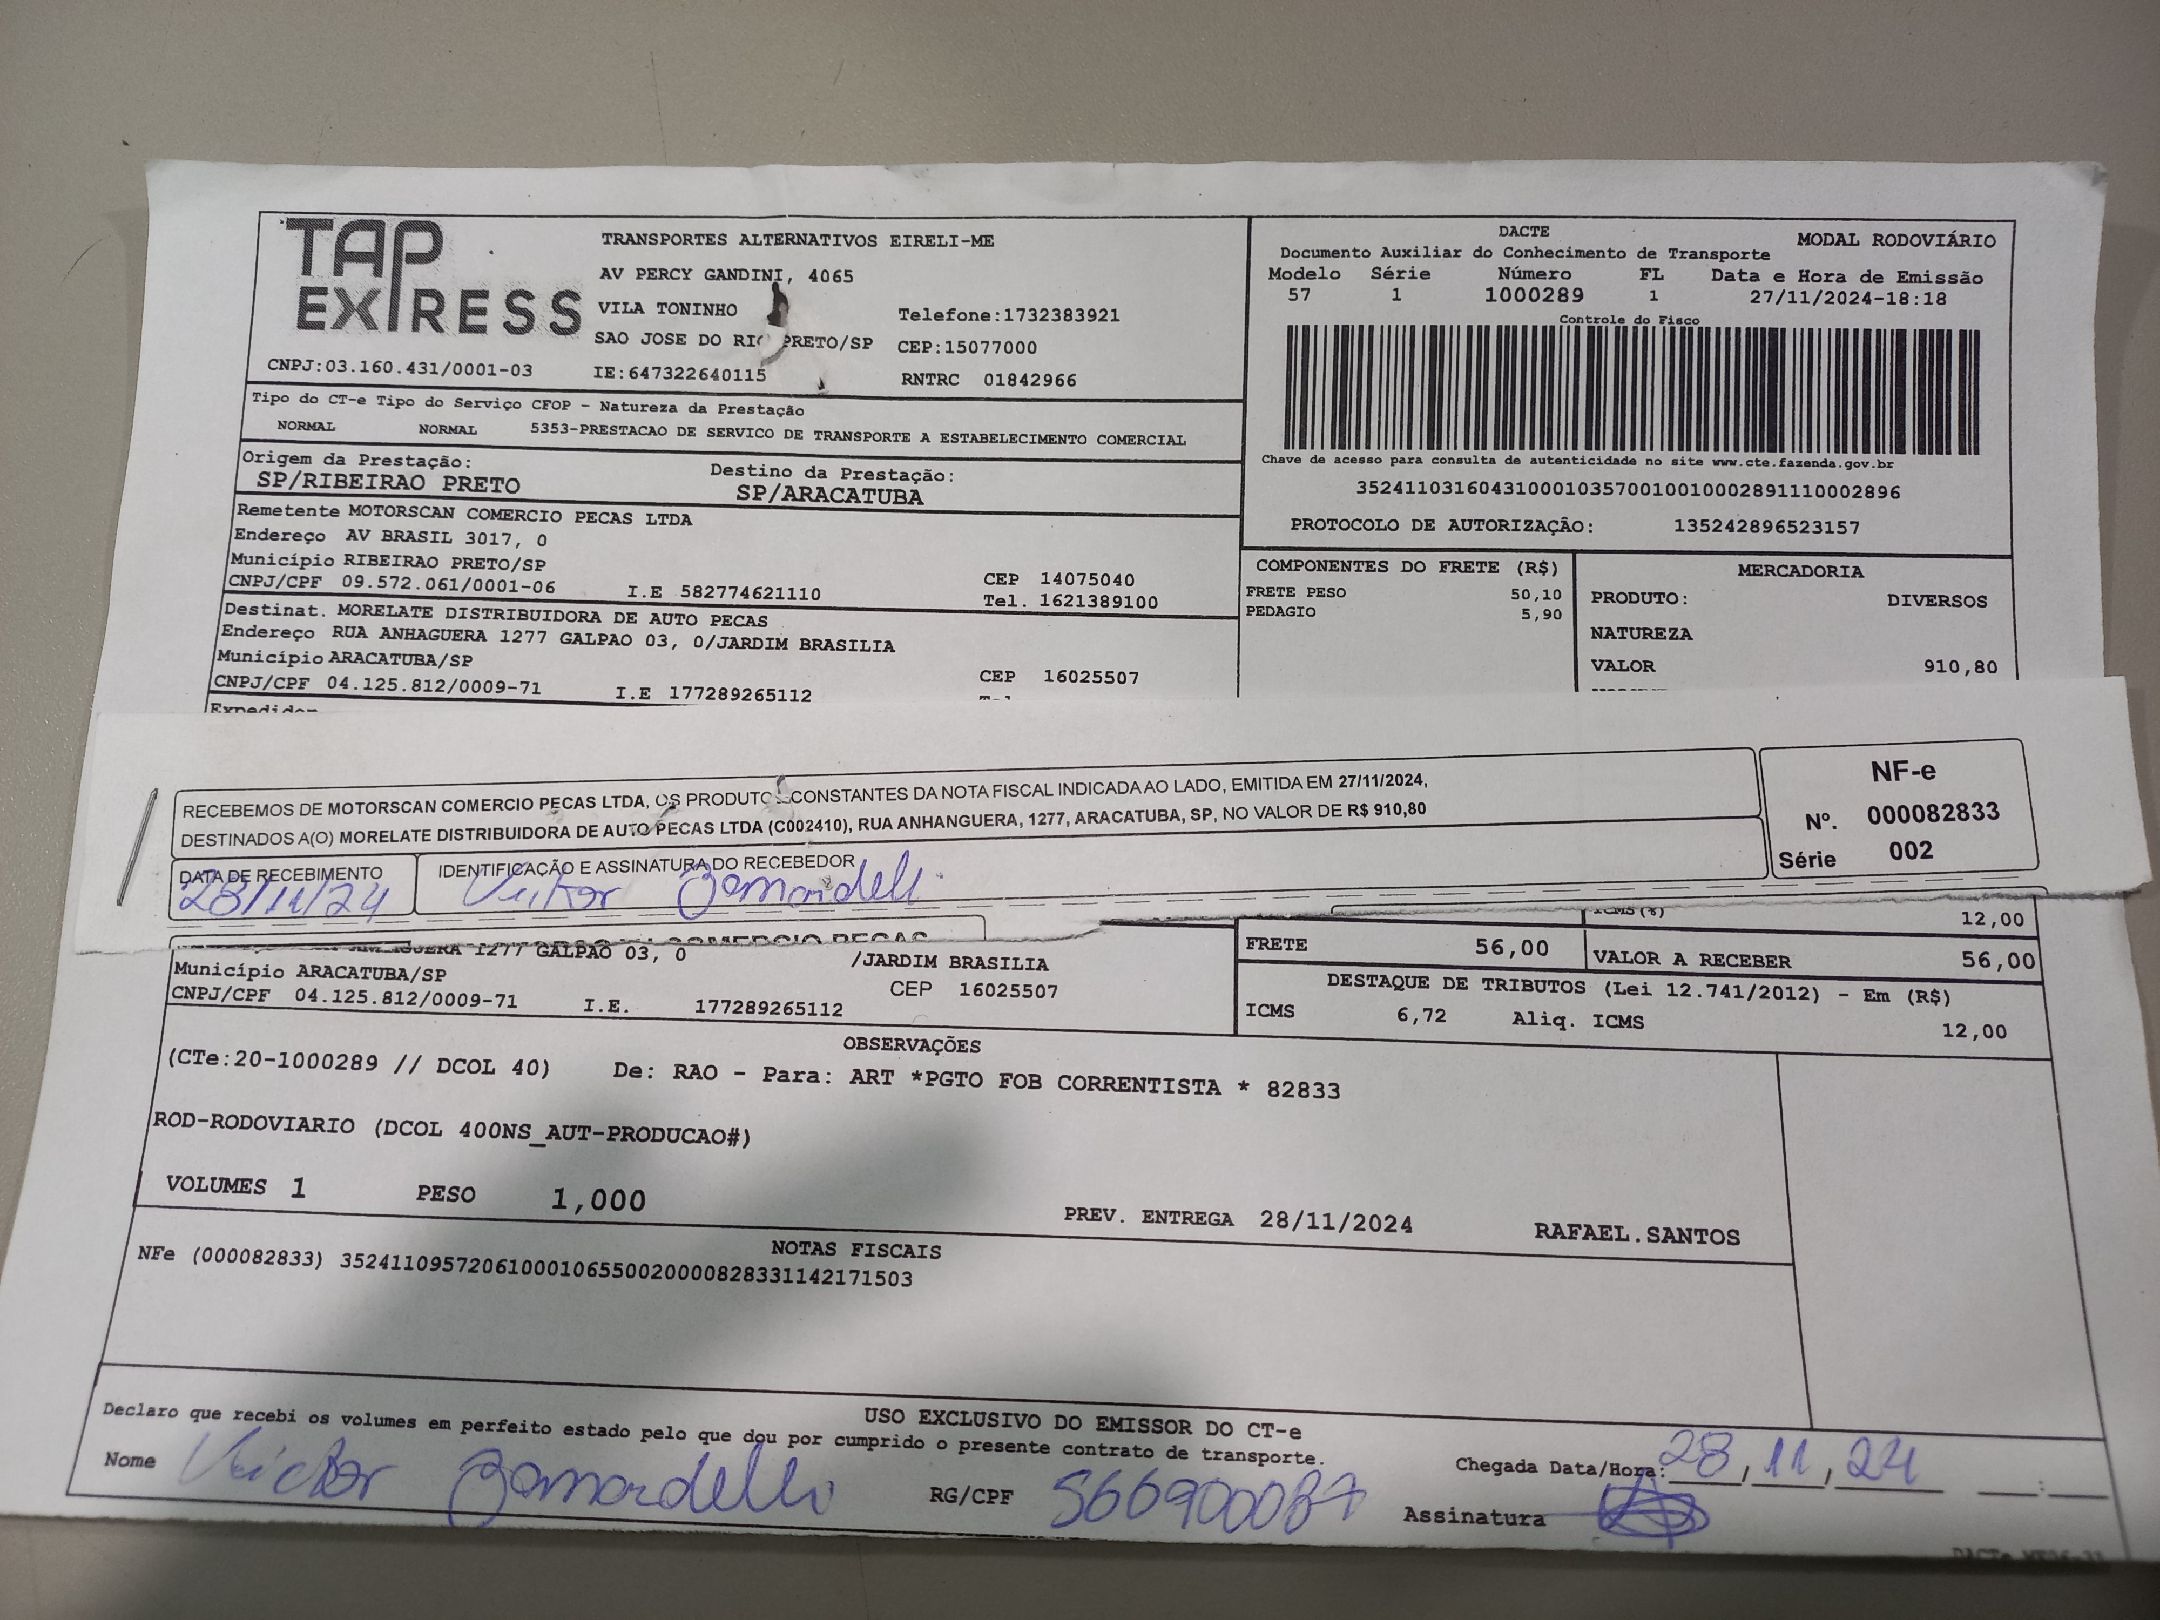 TAP EXPRESS
TRANSPORTES ALTERNATIVOS EIRELI-ME
AV PERCY GANDINI, 4065
VILA TONINHO
Telefone:1732383921
SAO JOSE DO RIO PRETO/SP CEP:15077000
CNPJ:03.160.431/0001-03 IE:647322640115 RNTRC 01842966
DACTE
Documento Auxiliar do Conhecimento de Transporte MODAL RODOVIÁRIO
Modelo Série Número FL Data e Hora de Emissão
57 1 1000289 1 27/11/2024-18:18
Controle do Fisco
Chave de acesso para consulta de autenticidade no site www.cte.fazenda.gov.br
35241103160431000103570010010002891110002896
PROTOCOLO DE AUTORIZAÇÃO: 135242896523157
Tipo do CT-e Tipo do Serviço CFOP - Natureza da Prestação
NORMAL NORMAL 5353-PRESTACAO DE SERVICO DE TRANSPORTE A ESTABELECIMENTO COMERCIAL
Origem da Prestação: Destino da Prestação:
SP/RIBEIRAO PRETO SP/ARACATUBA
Remetente MOTORSCAN COMERCIO PECAS LTDA
Endereço AV BRASIL 3017, 0
Município RIBEIRAO PRETO/SP CEP 14075040
CNPJ/CPF 09.572.061/0001-06 I.E 582774621110 Tel. 1621389100
Destinat. MORELATE DISTRIBUIDORA DE AUTO PECAS
Endereço RUA ANHAGUERA 1277 GALPAO 03, 0/JARDIM BRASILIA
Município ARACATUBA/SP CEP 16025507
CNPJ/CPF 04.125.812/0009-71 I.E 177289265112
COMPONENTES DO FRETE (R$)
FRETE PESO 50,10
PEDAGIO 5,90
MERCADORIA
PRODUTO: DIVERSOS
NATUREZA
VALOR 910,80
RECEBEMOS DE MOTORSCAN COMERCIO PECAS LTDA, OS PRODUTOS CONSTANTES DA NOTA FISCAL INDICADA AO LADO, EMITIDA EM 27/11/2024,
DESTINADOS A(O) MORELATE DISTRIBUIDORA DE AUTO PECAS LTDA (C002410), RUA ANHANGUERA, 1277, ARACATUBA, SP, NO VALOR DE R$ 910,80
DATA DE RECEBIMENTO IDENTIFICAÇÃO E ASSINATURA DO RECEBEDOR
28/11/24 Victor
NF-e
Nº. 000082833
Série 002
ICMS(%) 12,00
FRETE 56,00 VALOR A RECEBER 56,00
1277 GALPAO 03, 0 /JARDIM BRASILIA
Município ARACATUBA/SP CEP 16025507
CNPJ/CPF 04.125.812/0009-71 I.E. 177289265112
DESTAQUE DE TRIBUTOS (Lei 12.741/2012) - Em (R$)
ICMS 6,72 Aliq. ICMS 12,00
OBSERVAÇÕES
(CTe:20-1000289 // DCOL 40) De: RAO - Para: ART *PGTO FOB CORRENTISTA * 82833
ROD-RODOVIARIO (DCOL 400NS_AUT-PRODUCAO#)
VOLUMES 1 PESO 1,000 PREV. ENTREGA 28/11/2024 RAFAEL.SANTOS
NOTAS FISCAIS
NFe (000082833) 35241109572061000106550020000828331142171503
USO EXCLUSIVO DO EMISSOR DO CT-e
Declaro que recebi os volumes em perfeito estado pelo que dou por cumprido o presente contrato de transporte.
Nome Victor RG/CPF Chegada Data/Hora: 28, 11, 24
Assinatura